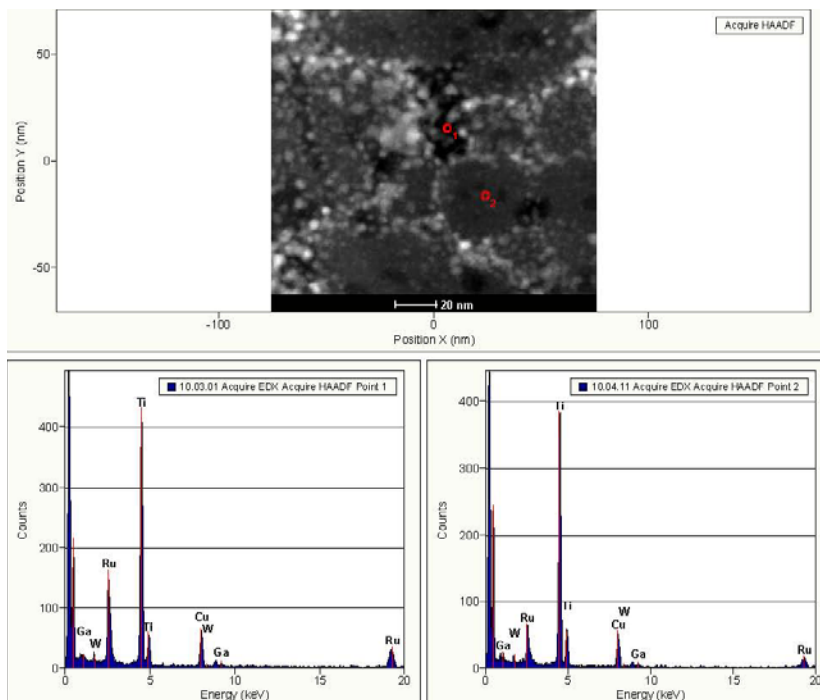 Acquire HAADF
Position Y (nm)
50
0
-50
1
2
20 nm
-100 0 100
Position X (nm)
10.03.01 Acquire EDX Acquire HAADF Point 1
Counts
400
300
200
100
0
Ti
Ru
Ga
W
Ti
Cu
W
Ga
Ru
0 5 10 15 20
Energy (keV)
10.04.11 Acquire EDX Acquire HAADF Point 2
Counts
400
300
200
100
0
Ti
Ru
Ga
W
Ti
W
Cu
Ga
Ru
0 5 10 15 20
Energy (keV)